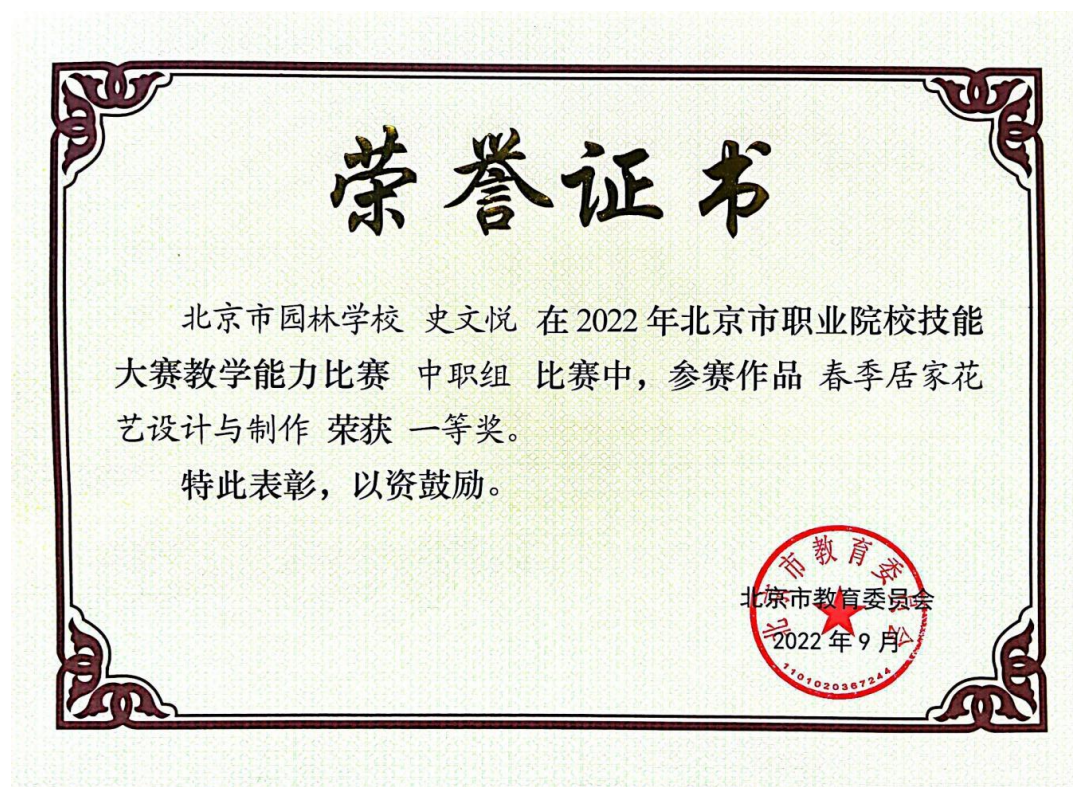 荣誉证书
北京市园林学校 史文悦 在2022年北京市职业院校技能
大赛教学能力比赛 中职组 比赛中，参赛作品 春季居家花
艺设计与制作 荣获 一等奖。
特此表彰，以资鼓励。
北京市教育委员会
北京市教育委员会
2022年9月
1101020367244